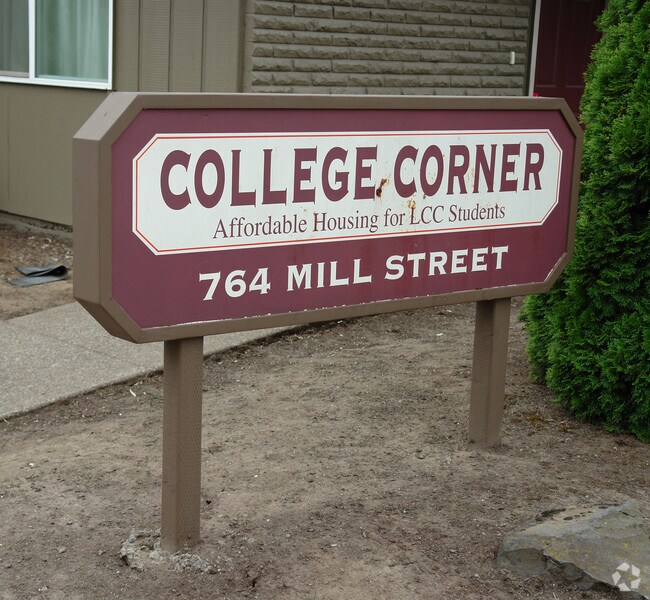 COLLEGE CORNER
Affordable Housing for LCC Students
764 MILL STREET